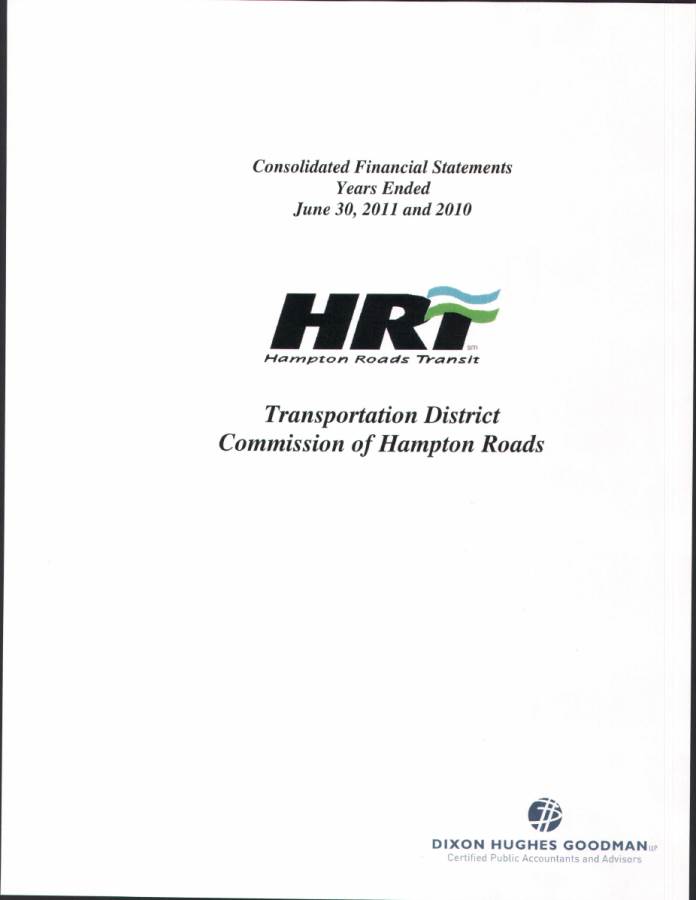 Consolidated Financial Statements
Years Ended
June 30, 2011 and 2010
HRT
sm
Hampton Roads Transit
Transportation District
Commission of Hampton Roads
DIXON HUGHES GOODMAN LLP
Certified Public Accountants and Advisors